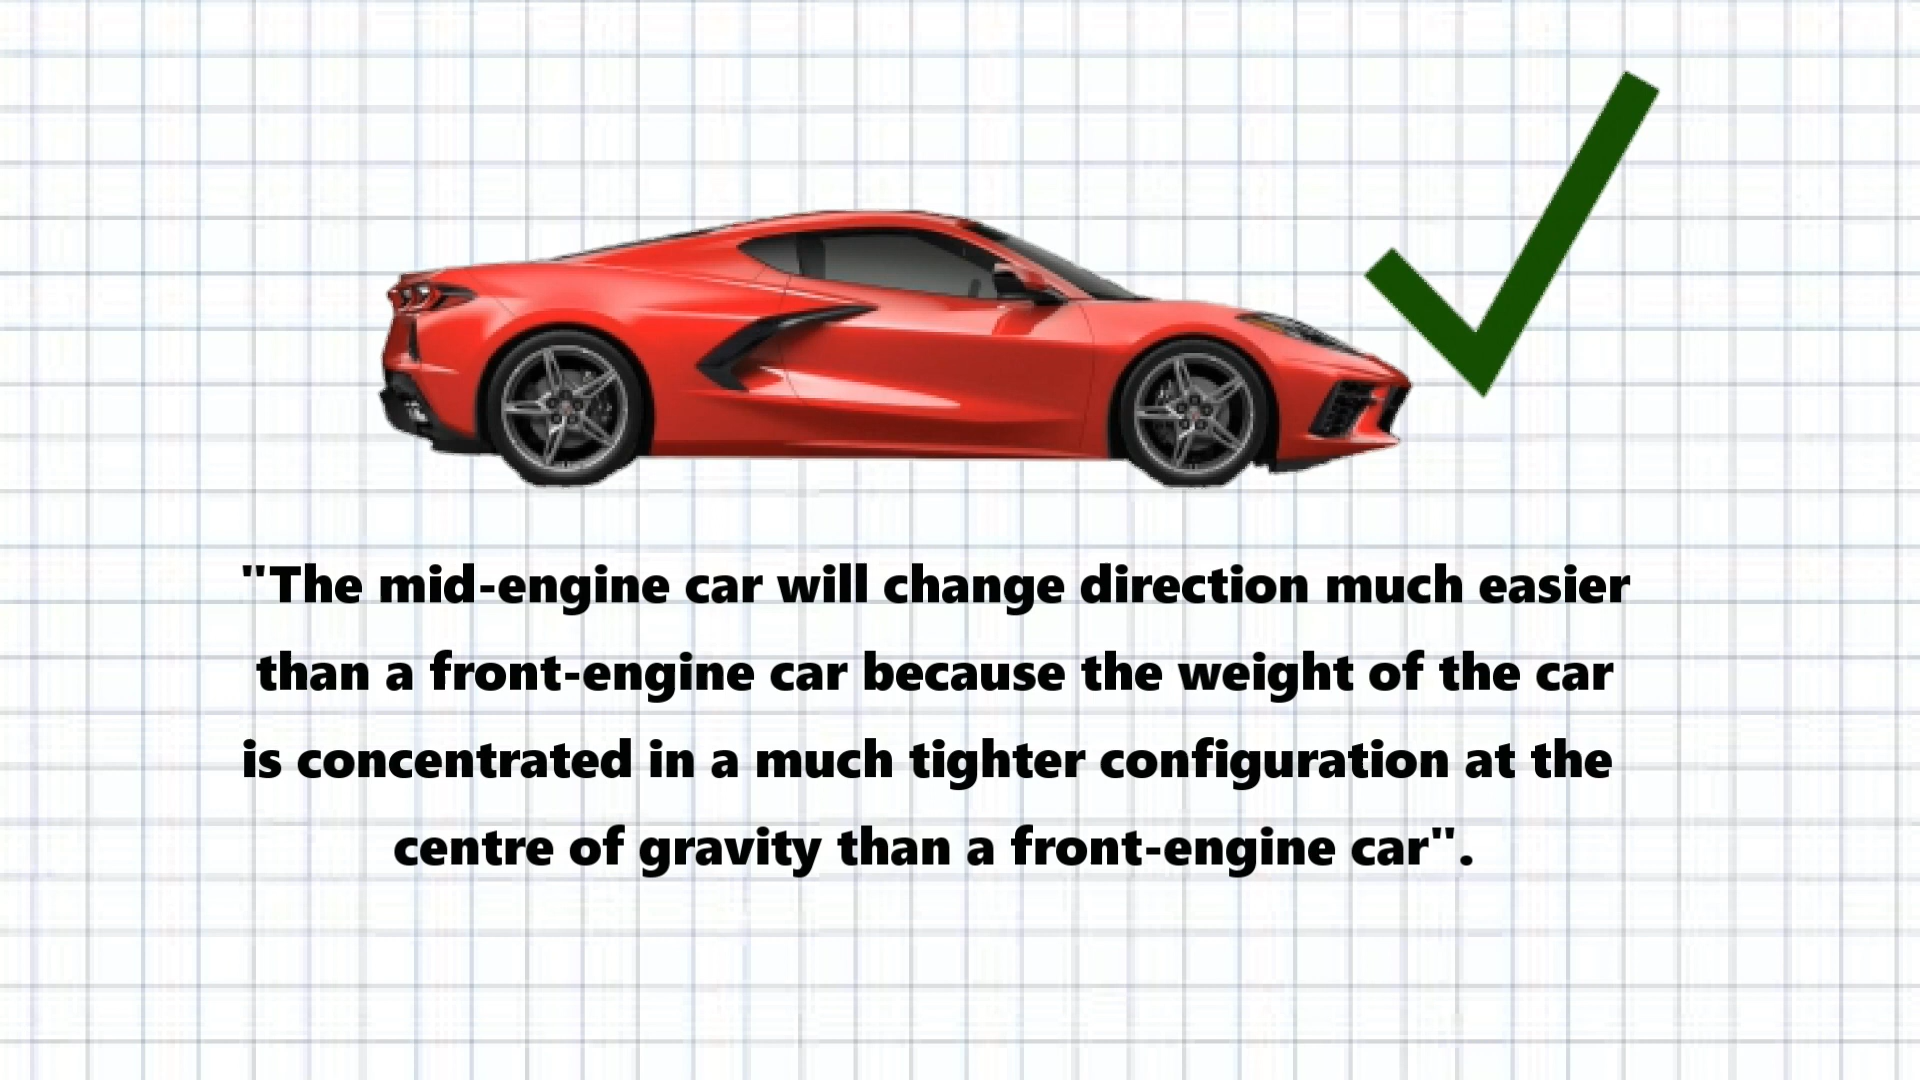 "The mid-engine car will change direction much easier
than a front-engine car because the weight of the car
is concentrated in a much tighter configuration at the
centre of gravity than a front-engine car".